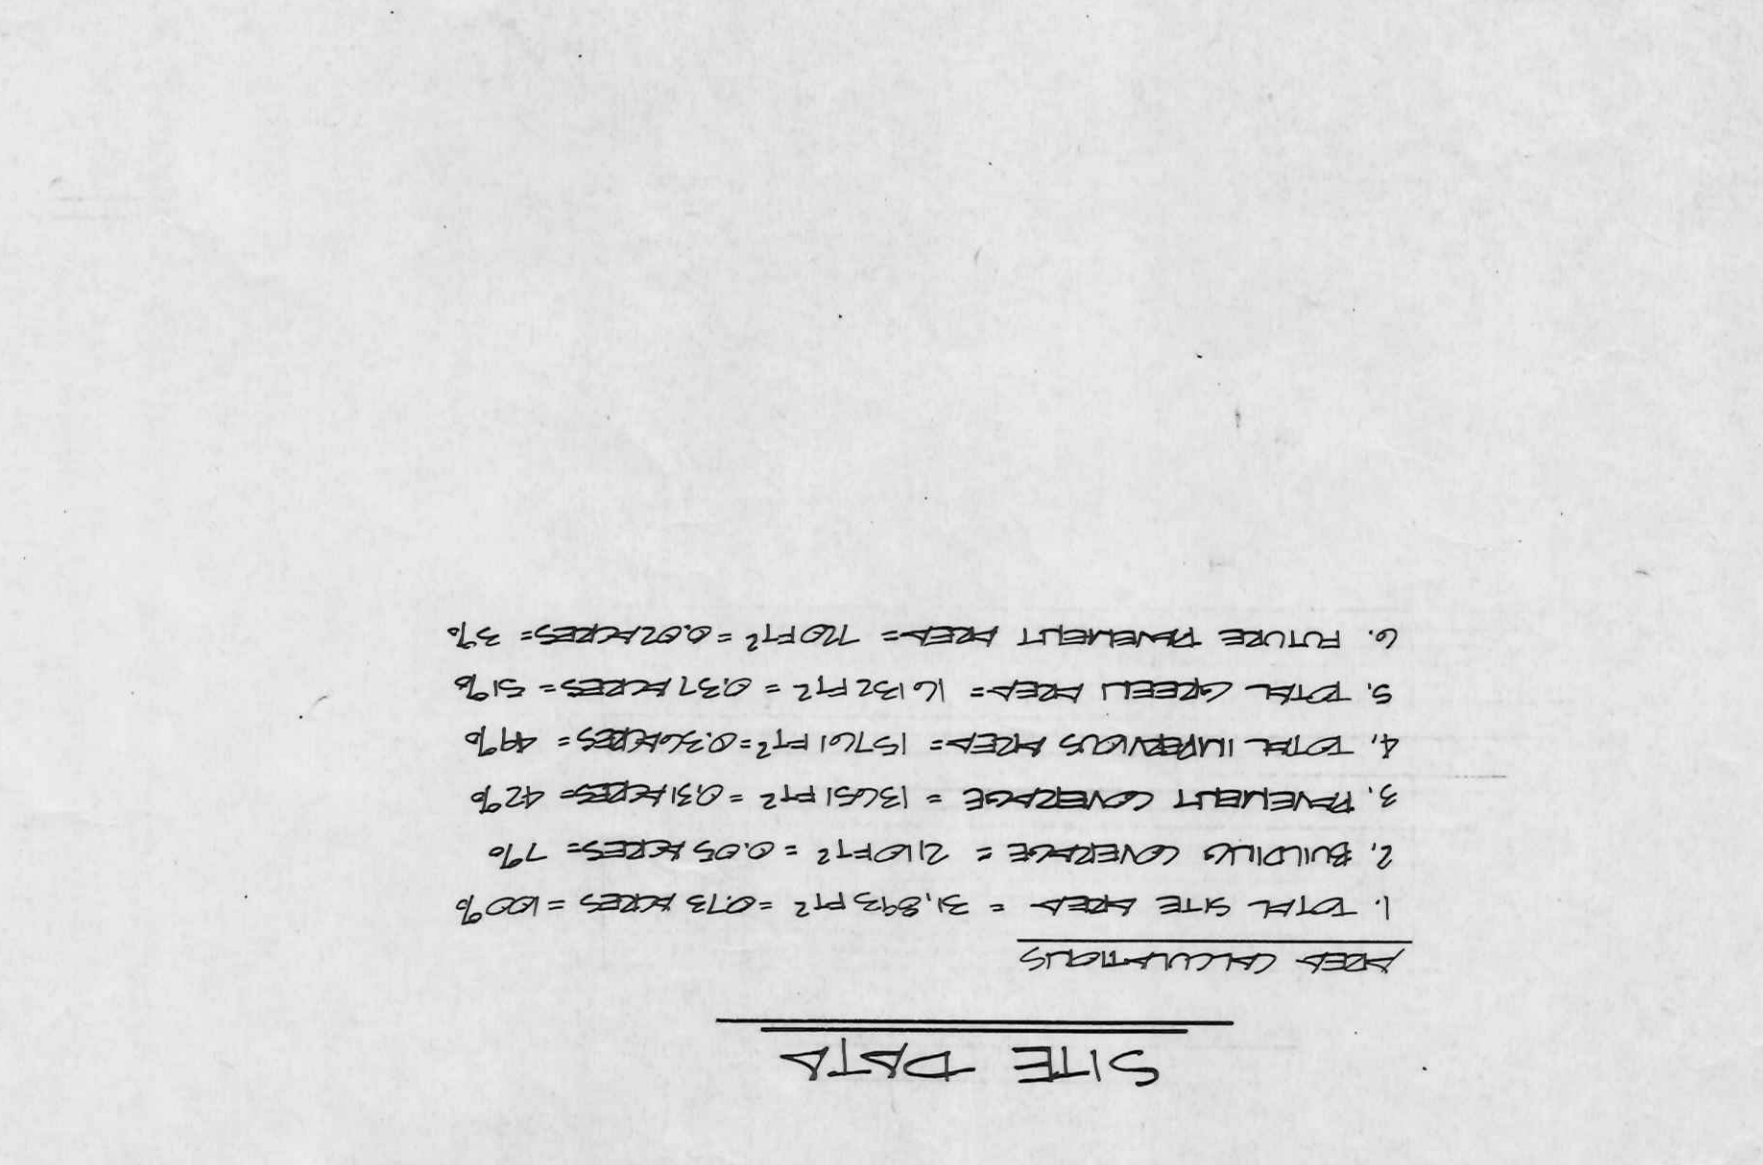 SITE DATA
AREA CALCULATIONS
1. TOTAL SITE AREA = 31,893 FT² = 0.73 ACRES = 100%
2. BUILDING COVERAGE = 2110 FT² = 0.05 ACRES = 7%
3. PAVEMENT COVERAGE = 13651 FT² = 0.31 ACRES = 42%
4. TOTAL IMPERVIOUS AREA = 15761 FT² = 0.36 ACRES = 49%
5. TOTAL GREEN AREA = 16132 FT² = 0.37 ACRES = 51%
6. FUTURE PAVEMENT AREA = 720 FT² = 0.02 ACRES = 3%